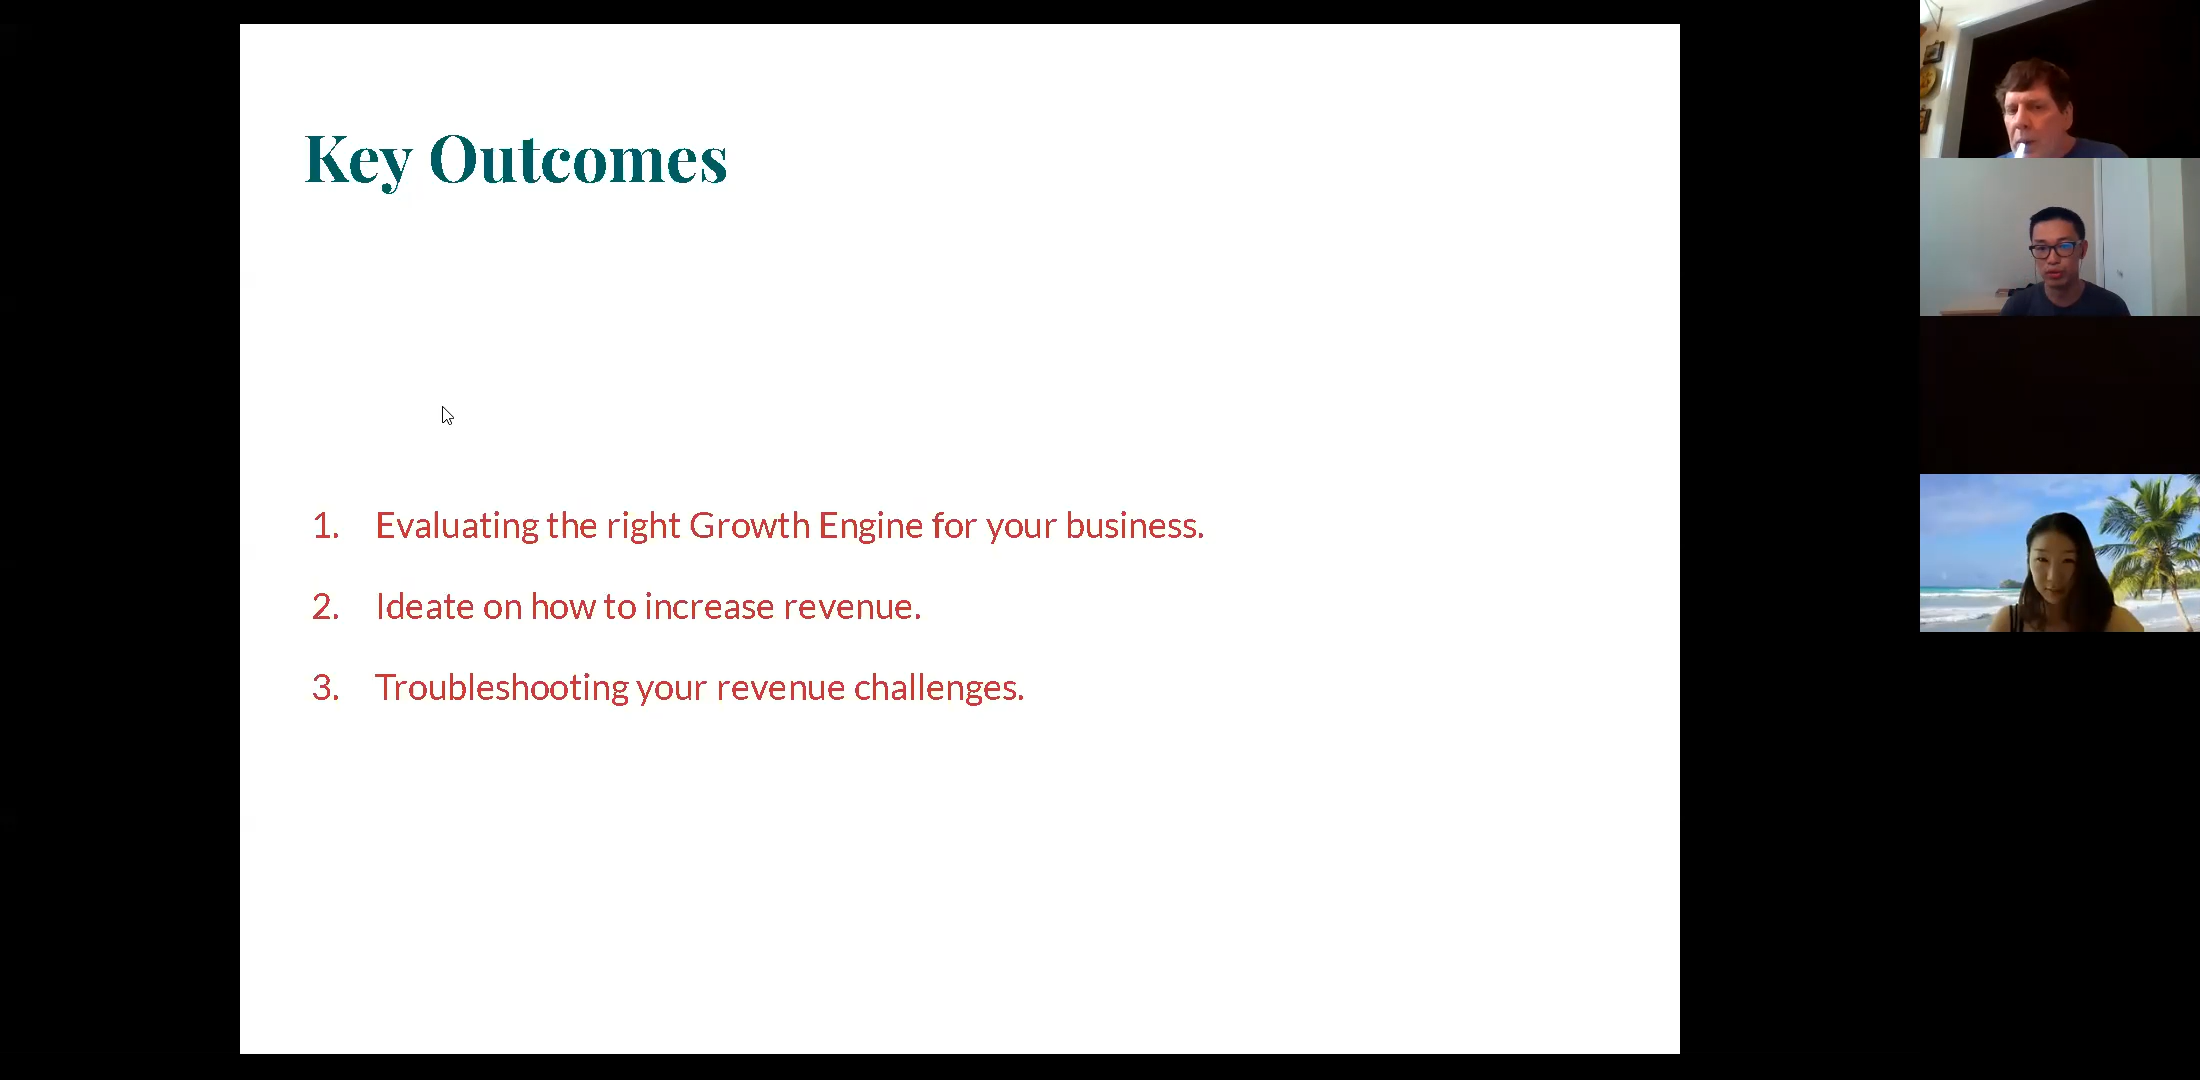 Key Outcomes
1. Evaluating the right Growth Engine for your business.
2. Ideate on how to increase revenue.
3. Troubleshooting your revenue challenges.